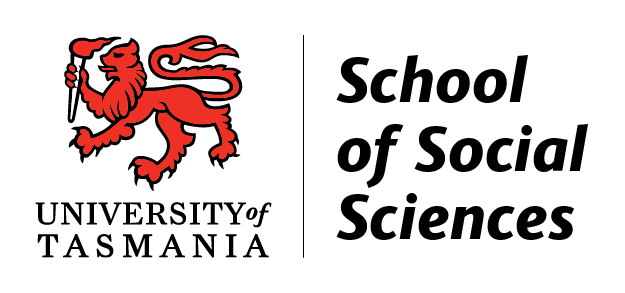 UNIVERSITY of
TASMANIA
School
of Social
Sciences